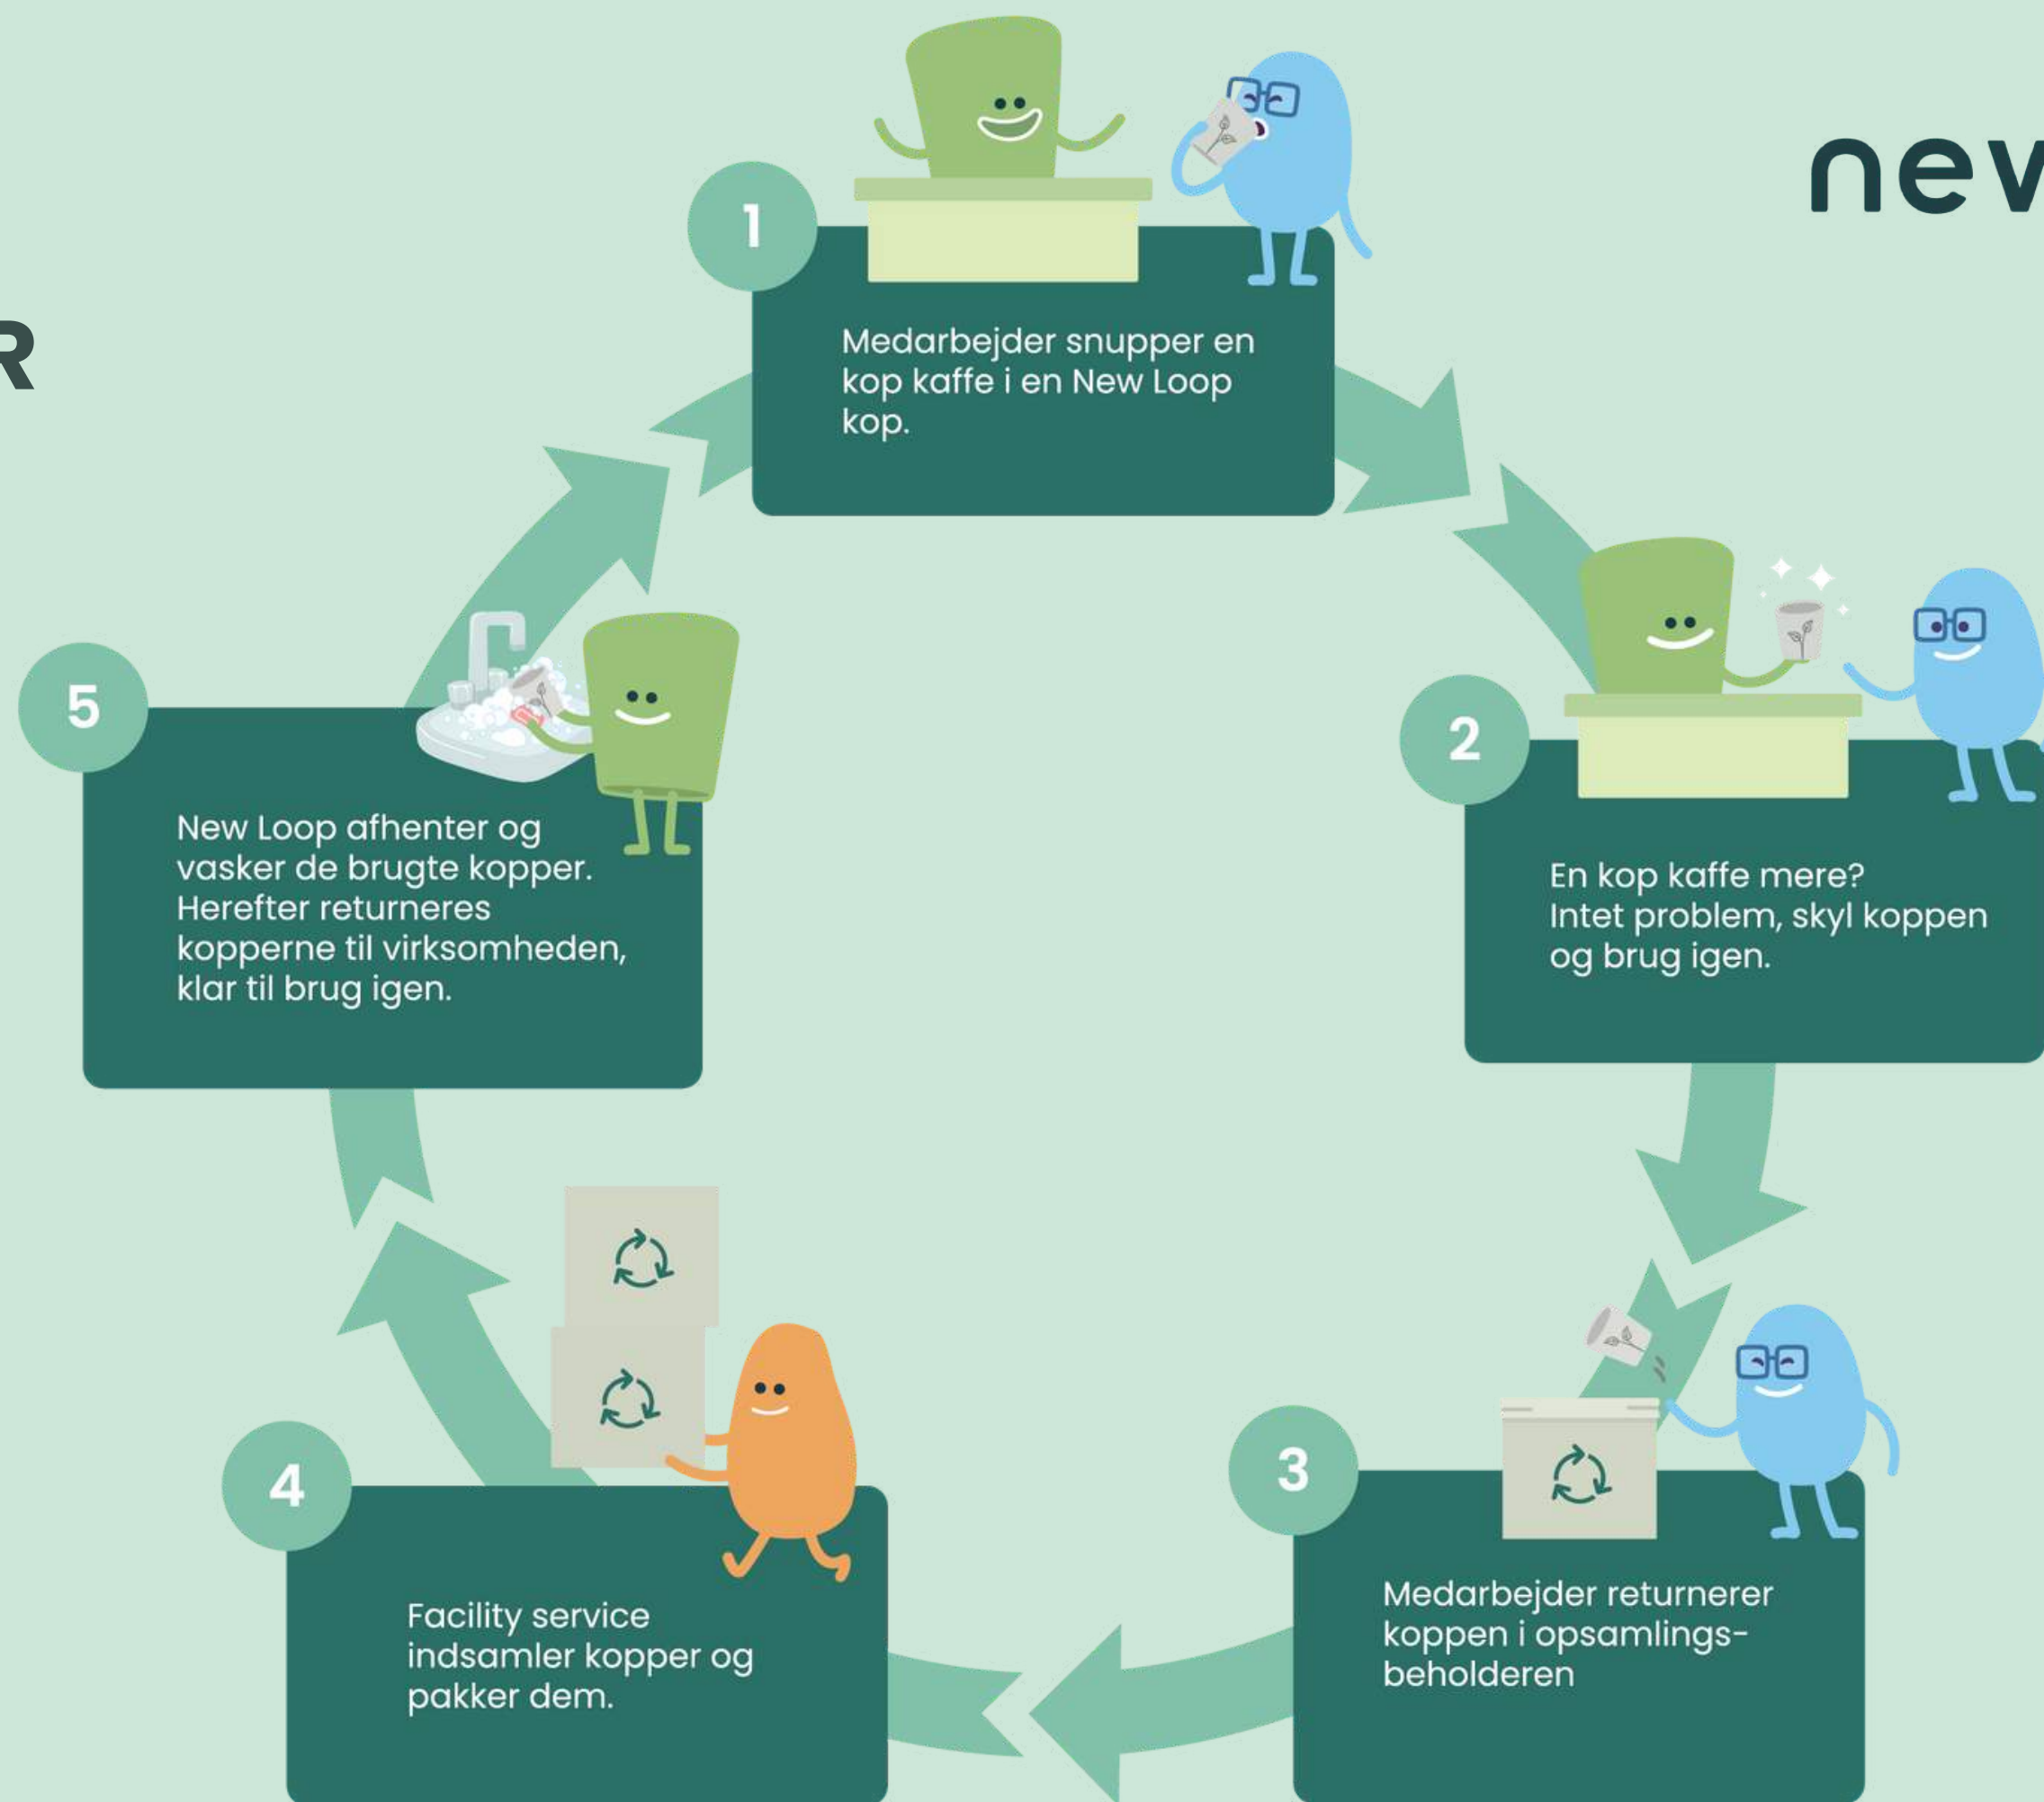 1
Medarbejder snupper en
kop kaffe i en New Loop
kop.
2
En kop kaffe mere?
Intet problem, skyl koppen
og brug igen.
3
Medarbejder returnerer
koppen i opsamlings-
beholderen
4
Facility service
indsamler kopper og
pakker dem.
5
New Loop afhenter og
vasker de brugte kopper.
Herefter returneres
kopperne til virksomheden,
klar til brug igen.